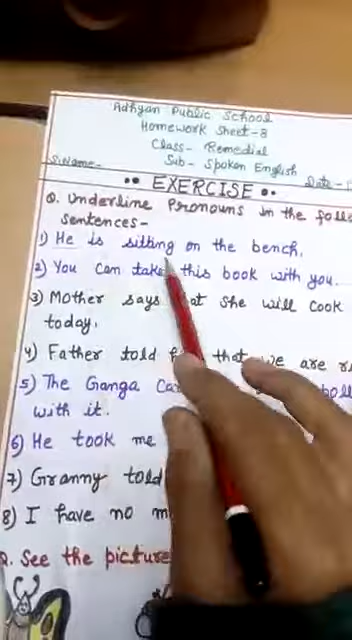 Adhyan Public School
Homework Sheet-8
Class- Remedial
S.Name- Sub- Spoken English
Date-
•• EXERCISE ••
Q. Underline Pronouns in the
sentences-
1) He is sitting on the bench.
2) You can take this book with you.
3) Mother says that she will cook
today.
4) Father told that we are
5) The Ganga
with it.
6) He took me
7) Granny told
8) I have no
See the picture